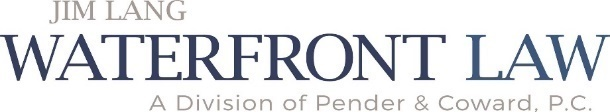 JIM LANG
WATERFRONT LAW
A Division of Pender & Coward, P.C.